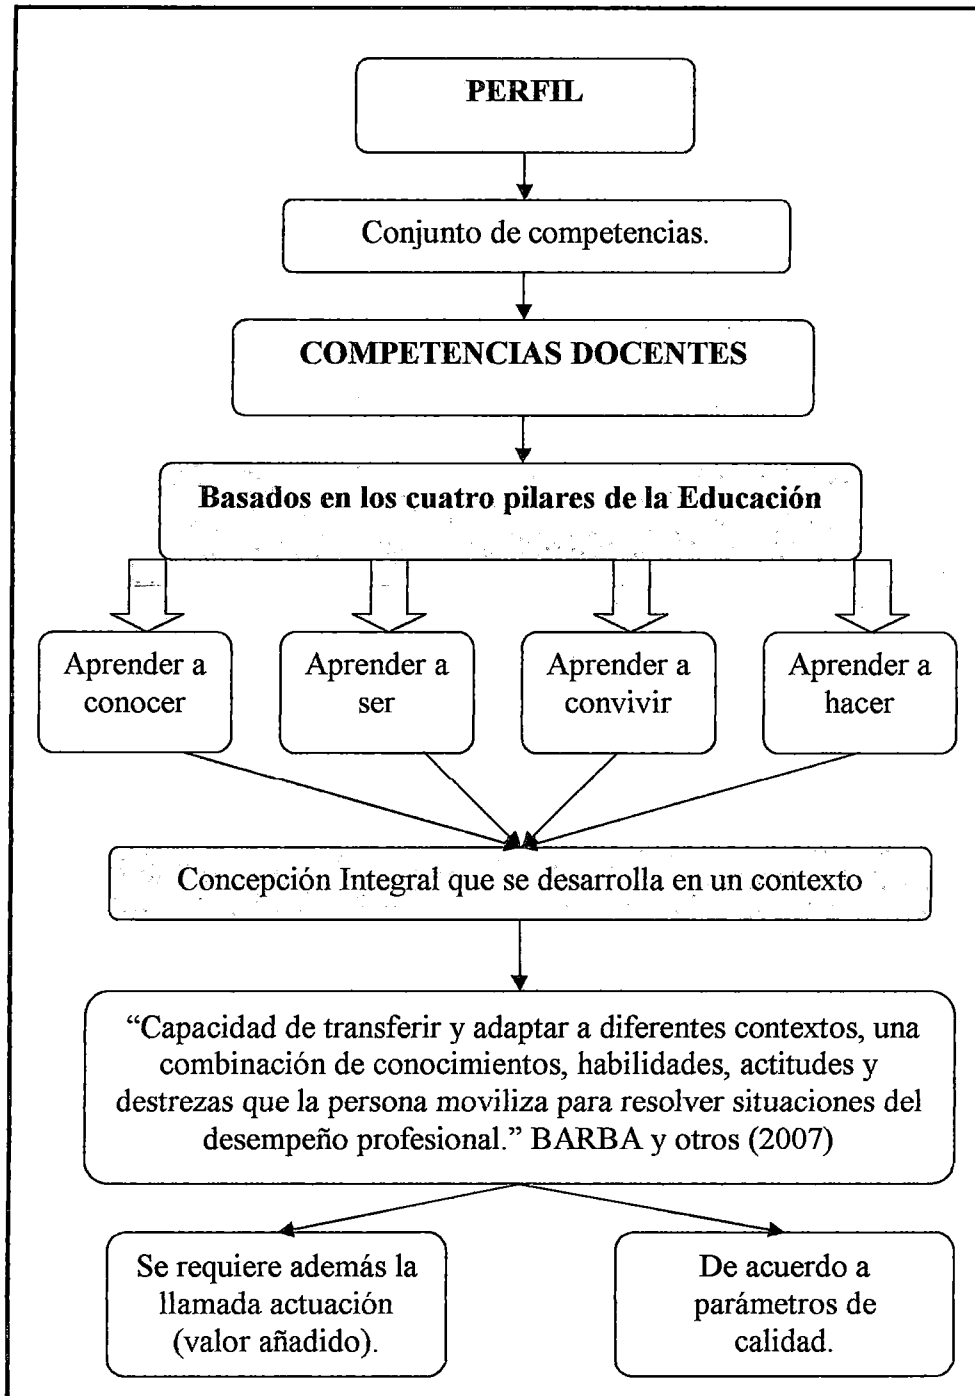 PERFIL
Conjunto de competencias.
COMPETENCIAS DOCENTES
Basados en los cuatro pilares de la Educación
Aprender a
conocer
Aprender a
ser
Aprender a
convivir
Aprender a
hacer
Concepción Integral que se desarrolla en un contexto
“Capacidad de transferir y adaptar a diferentes contextos, una
combinación de conocimientos, habilidades, actitudes y
destrezas que la persona moviliza para resolver situaciones del
desempeño profesional.” BARBA y otros (2007)
Se requiere además la
llamada actuación
(valor añadido).
De acuerdo a
parámetros de
calidad.